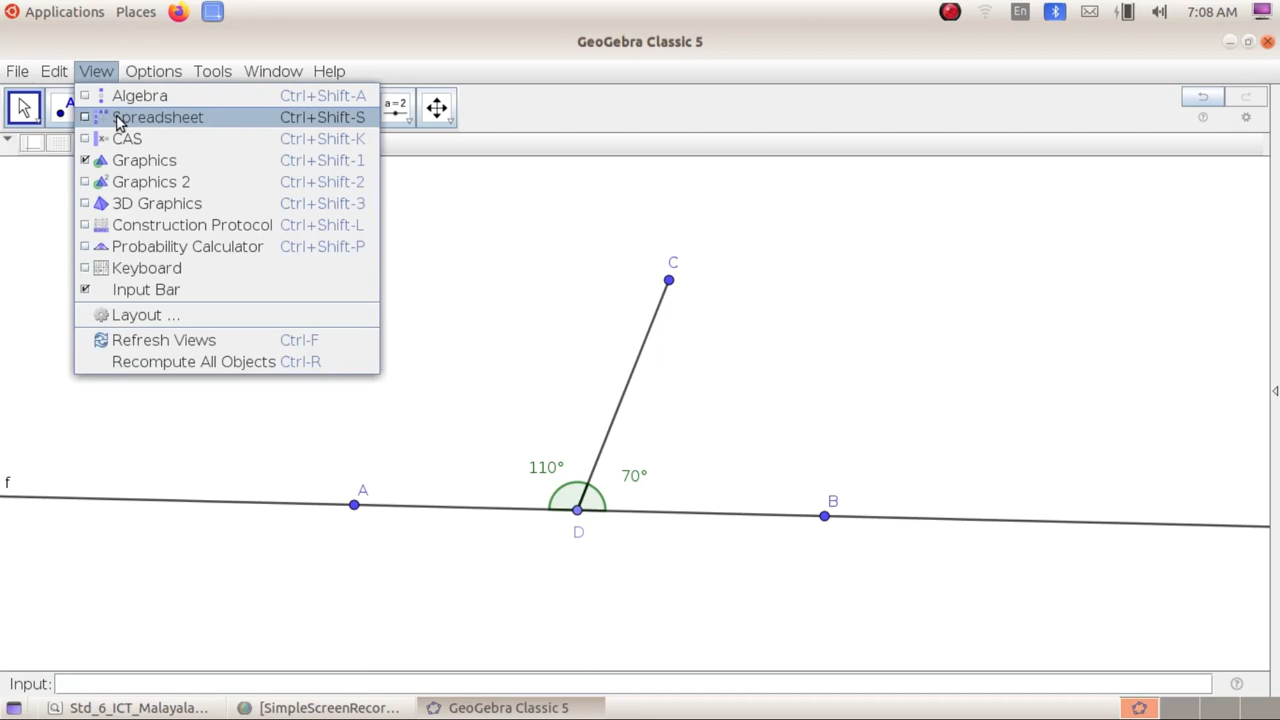 Applications Places En 7:08 AM
GeoGebra Classic 5
File Edit View Options Tools Window Help
Algebra Ctrl+Shift-A
Spreadsheet Ctrl+Shift-S
CAS Ctrl+Shift-K
Graphics Ctrl+Shift-1
Graphics 2 Ctrl+Shift-2
3D Graphics Ctrl+Shift-3
Construction Protocol Ctrl+Shift-L
Probability Calculator Ctrl+Shift-P
Keyboard
Input Bar
Layout ...
Refresh Views Ctrl-F
Recompute All Objects Ctrl-R
A
a=2
C
110° 70°
f
A
B
D
Input:
Std_6_ICT_Malayala... [SimpleScreenRecor... GeoGebra Classic 5